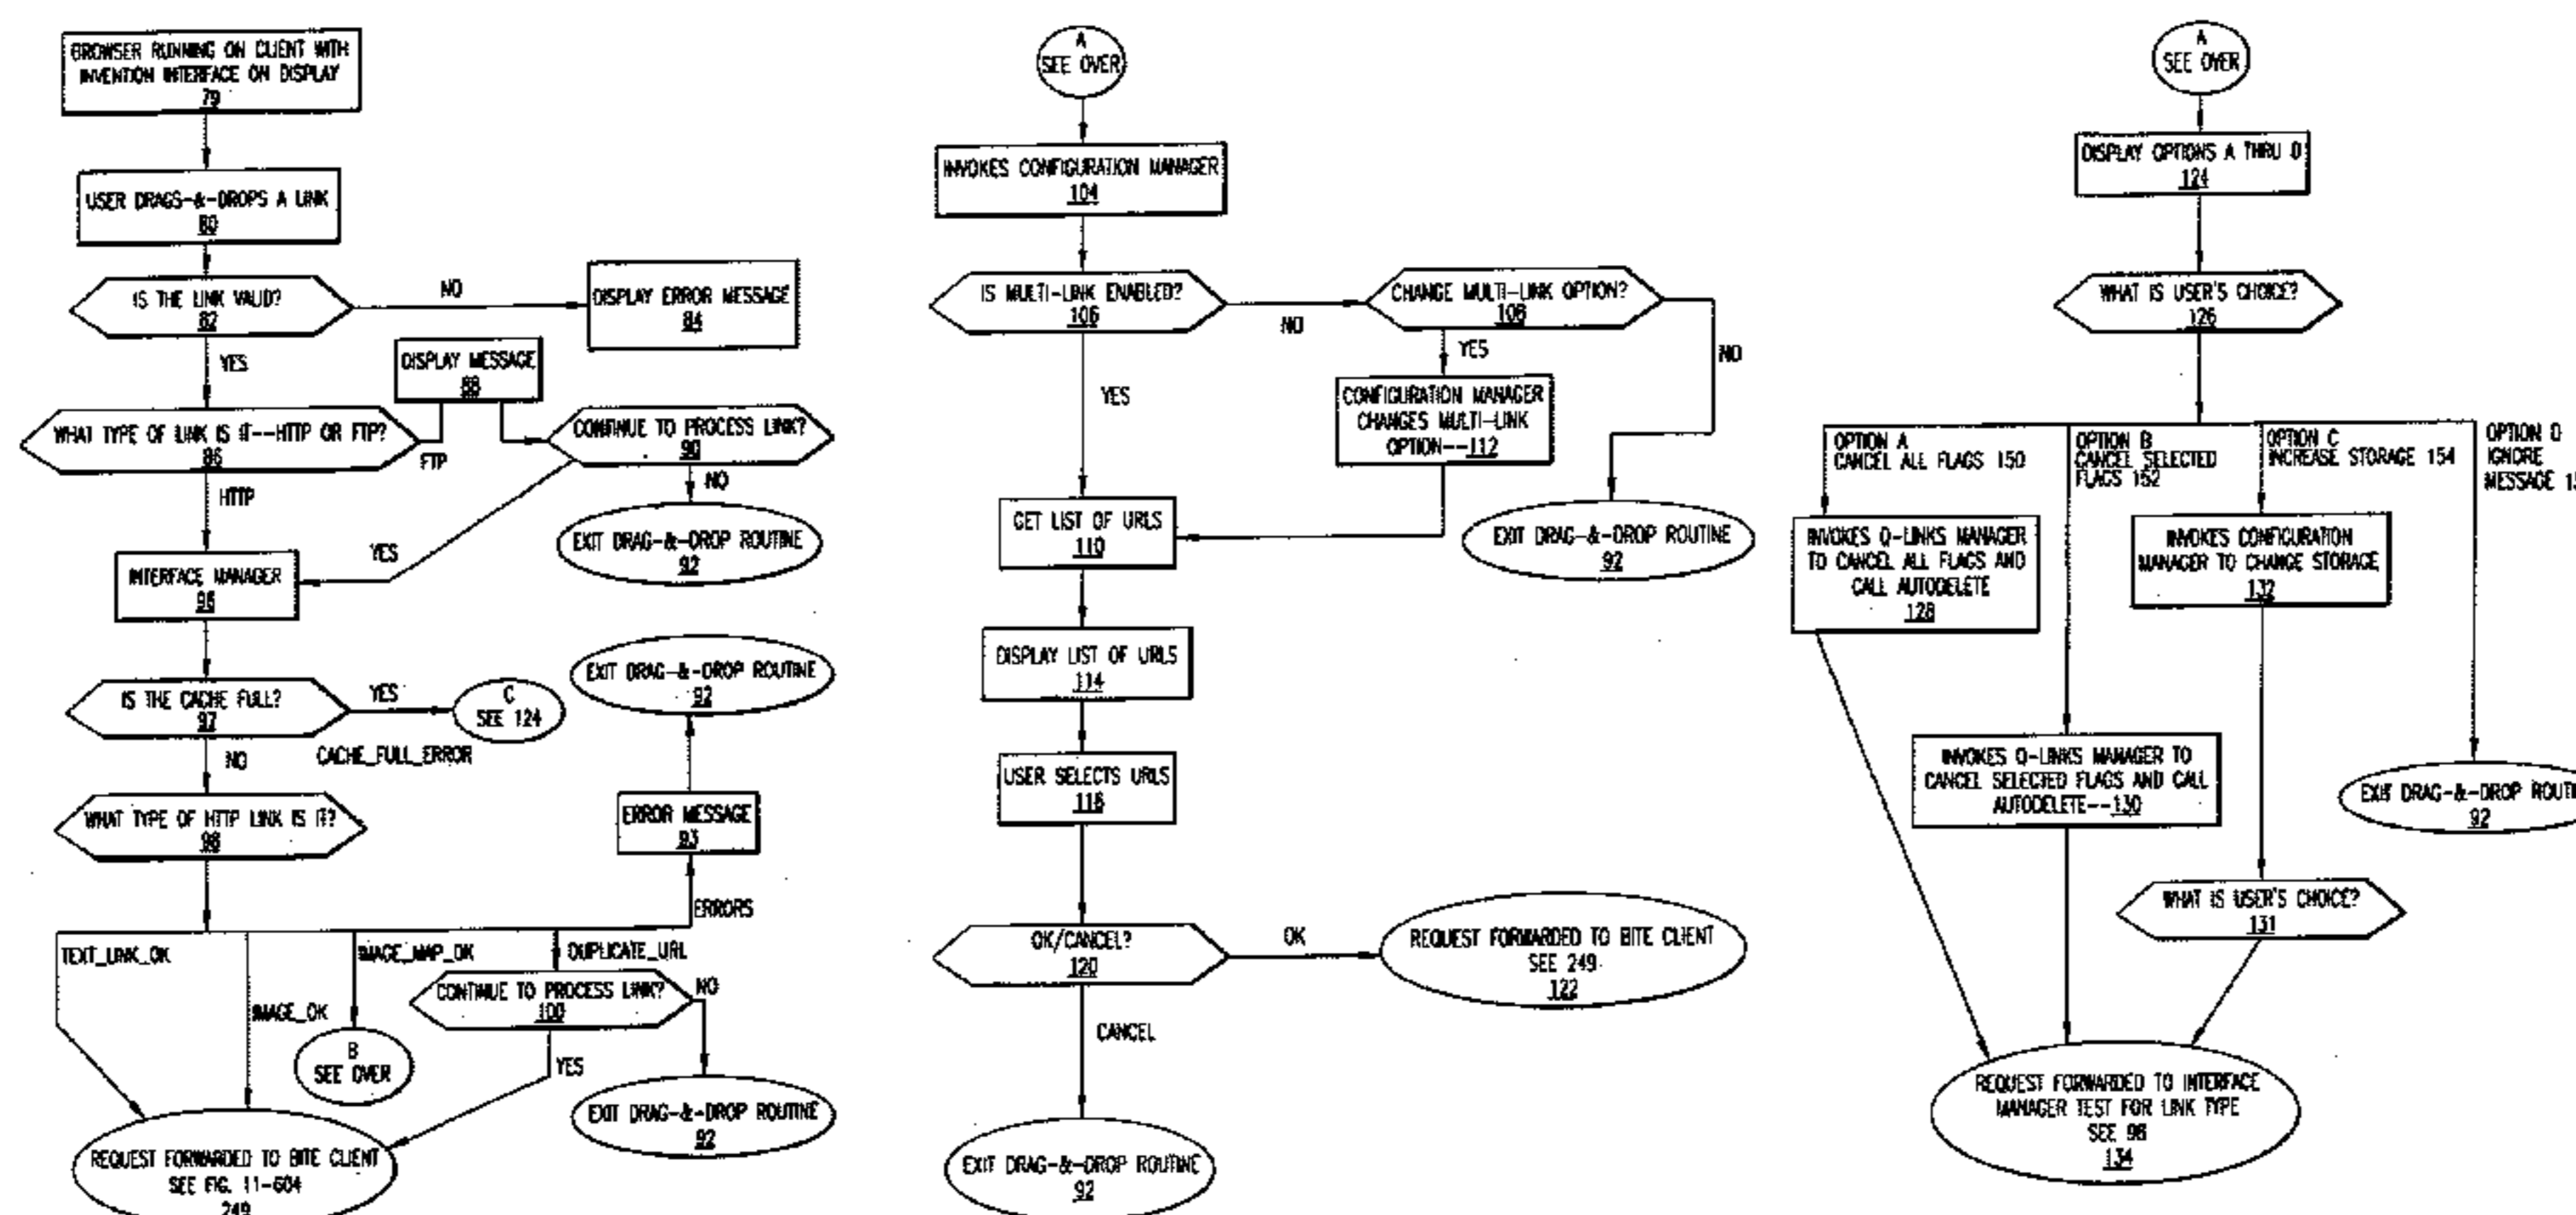 BROWSER RUNNING ON CLIENT WITH
INVENTION INTERFACE ON DISPLAY
79
USER DRAGS-&-DROPS A LINK
80
IS THE LINK VALID?
82
NO
DISPLAY ERROR MESSAGE
84
YES
DISPLAY MESSAGE
88
WHAT TYPE OF LINK IS IT--HTTP OR FTP?
86
FTP
CONTINUE TO PROCESS LINK?
90
NO
HTTP
EXIT DRAG-&-DROP ROUTINE
92
YES
INTERFACE MANAGER
EXIT DRAG-&-DROP ROUTINE
92
IS THE CACHE FULL?
97
YES
C
SEE 124
CACHE_FULL_ERROR
NO
ERROR MESSAGE
93
WHAT TYPE OF HTTP LINK IS IT?
98
ERRORS
TEXT_LINK_OK
IMAGE_OK
IMAGE_MAP_OK
DUPLICATE_URL
CONTINUE TO PROCESS LINK?
100
NO
B
SEE OVER
YES
EXIT DRAG-&-DROP ROUTINE
92
REQUEST FORWARDED TO BITE CLIENT
SEE FIG. 11-604
249
A
SEE OVER
INVOKES CONFIGURATION MANAGER
104
IS MULTI-LINK ENABLED?
106
NO
CHANGE MULTI-LINK OPTION?
108
YES
NO
YES
CONFIGURATION MANAGER
CHANGES MULTI-LINK
OPTION--112
GET LIST OF URLS
110
EXIT DRAG-&-DROP ROUTINE
92
DISPLAY LIST OF URLS
114
USER SELECTS URLS
116
OK/CANCEL?
120
OK
REQUEST FORWARDED TO BITE CLIENT
SEE 249
122
CANCEL
EXIT DRAG-&-DROP ROUTINE
92
A
SEE OVER
DISPLAY OPTIONS A THRU D
124
WHAT IS USER'S CHOICE?
126
OPTION A
CANCEL ALL FLAGS 150
OPTION B
CANCEL SELECTED
FLAGS 152
OPTION C
INCREASE STORAGE 154
OPTION D
IGNORE
MESSAGE
INVOKES Q-LINKS MANAGER
TO CANCEL ALL FLAGS AND
CALL AUTODELETE
128
INVOKES CONFIGURATION
MANAGER TO CHANGE STORAGE
132
INVOKES Q-LINKS MANAGER TO
CANCEL SELECTED FLAGS AND CALL
AUTODELETE--130
EXIT DRAG-&-DROP
92
WHAT IS USER'S CHOICE?
131
REQUEST FORWARDED TO INTERFACE
MANAGER TEST FOR LINK TYPE
SEE 98
134